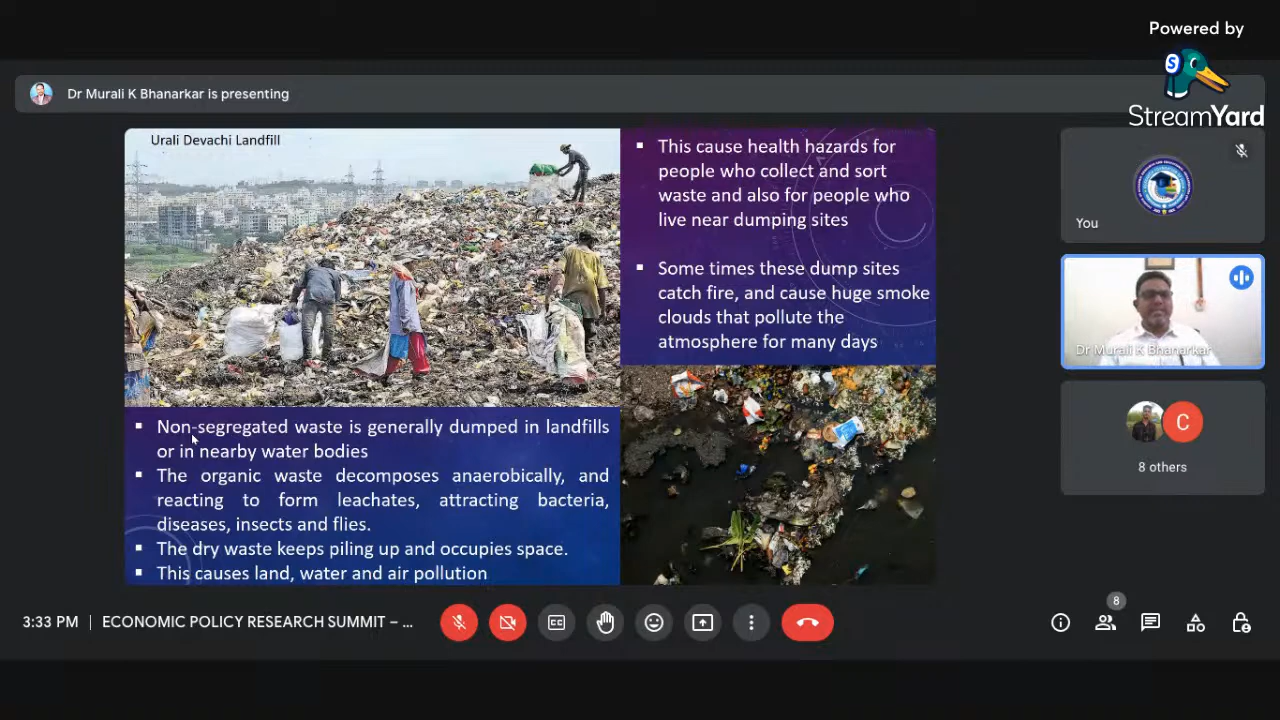 Powered by
StreamYard
Dr Murali K Bhanarkar is presenting
Urali Devachi Landfill
▪ This cause health hazards for
people who collect and sort
waste and also for people who
live near dumping sites
▪ Some times these dump sites
catch fire, and cause huge smoke
clouds that pollute the
atmosphere for many days
▪ Non-segregated waste is generally dumped in landfills
or in nearby water bodies
▪ The organic waste decomposes anaerobically, and
reacting to form leachates, attracting bacteria,
diseases, insects and flies.
▪ The dry waste keeps piling up and occupies space.
▪ This causes land, water and air pollution
You
Dr Murali K Bhanarkar
C
8 others
3:33 PM | ECONOMIC POLICY RESEARCH SUMMIT – ...
CC
8